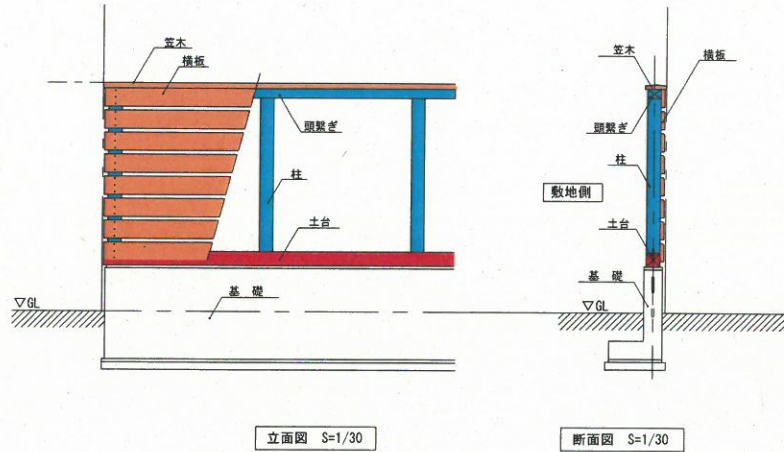 笠木
横板
頭繋ぎ
柱
土台
基 礎
▽GL
立面図 S=1/30
笠木
横板
頭繋ぎ
柱
敷地側
土台
基 礎
▽GL
断面図 S=1/30